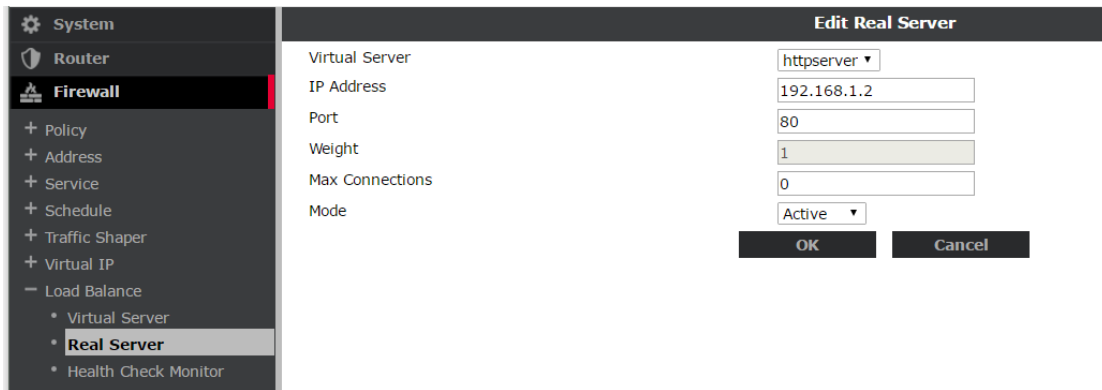 System
Router
Firewall
+ Policy
+ Address
+ Service
+ Schedule
+ Traffic Shaper
+ Virtual IP
− Load Balance
• Virtual Server
• Real Server
• Health Check Monitor
Edit Real Server
Virtual Server httpserver
IP Address 192.168.1.2
Port 80
Weight 1
Max Connections 0
Mode Active
OK Cancel